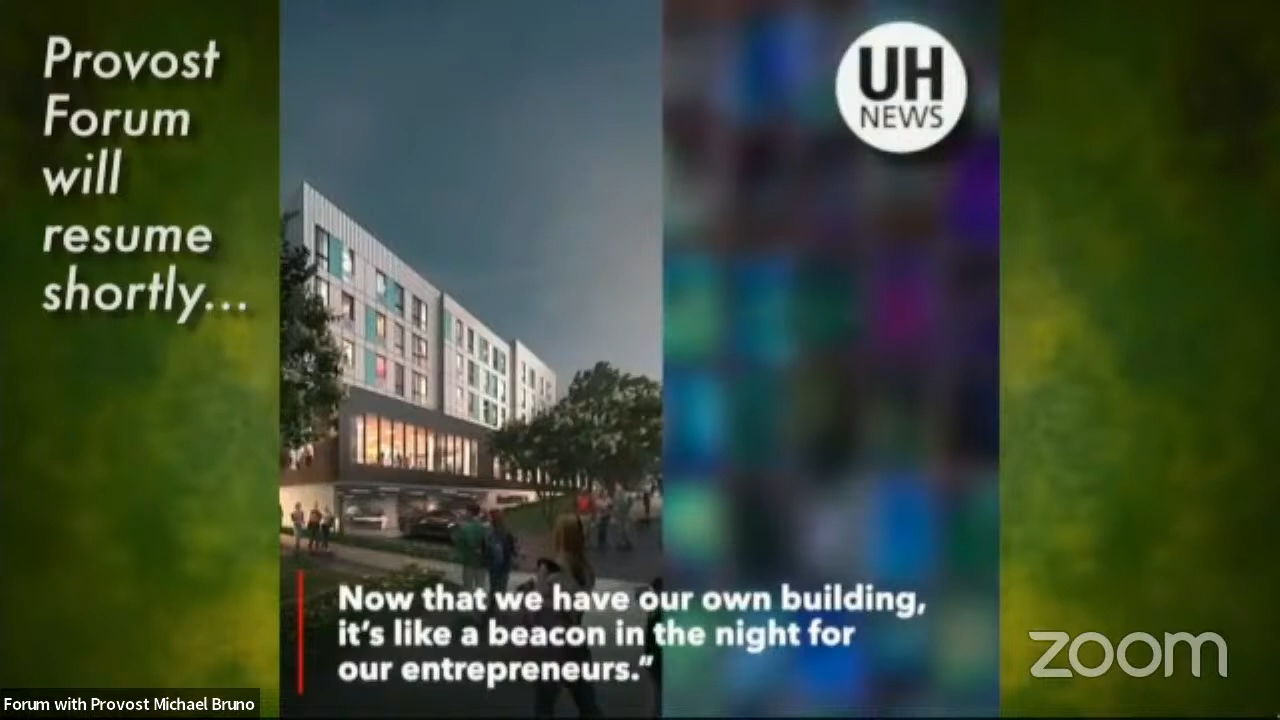 Provost
Forum
will
resume
shortly...
UH
NEWS
Now that we have our own building,
it's like a beacon in the night for
our entrepreneurs."
zoom
Forum with Provost Michael Bruno